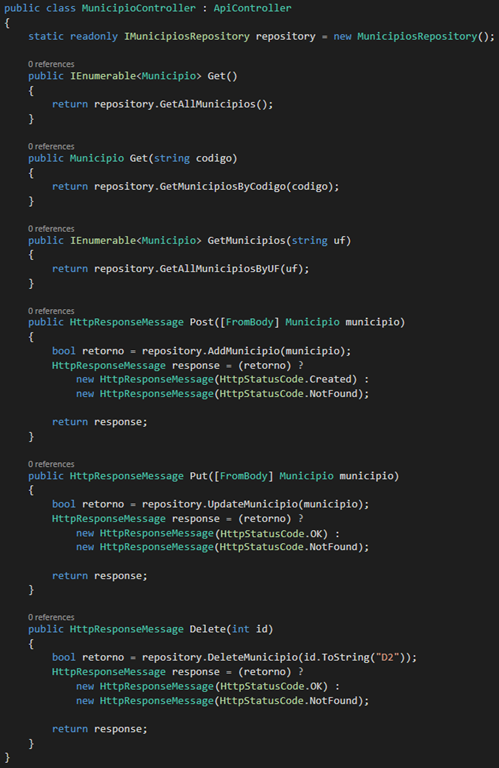 public class MunicipioController : ApiController
{
    static readonly IMunicipiosRepository repository = new MunicipiosRepository();

    0 references
    public IEnumerable<Municipio> Get()
    {
        return repository.GetAllMunicipios();
    }

    0 references
    public Municipio Get(string codigo)
    {
        return repository.GetMunicipiosByCodigo(codigo);
    }

    0 references
    public IEnumerable<Municipio> GetMunicipios(string uf)
    {
        return repository.GetAllMunicipiosByUF(uf);
    }

    0 references
    public HttpResponseMessage Post([FromBody] Municipio municipio)
    {
        bool retorno = repository.AddMunicipio(municipio);
        HttpResponseMessage response = (retorno) ?
            new HttpResponseMessage(HttpStatusCode.Created) :
            new HttpResponseMessage(HttpStatusCode.NotFound);

        return response;
    }

    0 references
    public HttpResponseMessage Put([FromBody] Municipio municipio)
    {
        bool retorno = repository.UpdateMunicipio(municipio);
        HttpResponseMessage response = (retorno) ?
            new HttpResponseMessage(HttpStatusCode.OK) :
            new HttpResponseMessage(HttpStatusCode.NotFound);

        return response;
    }

    0 references
    public HttpResponseMessage Delete(int id)
    {
        bool retorno = repository.DeleteMunicipio(id.ToString("D2"));
        HttpResponseMessage response = (retorno) ?
            new HttpResponseMessage(HttpStatusCode.OK) :
            new HttpResponseMessage(HttpStatusCode.NotFound);

        return response;
    }
}